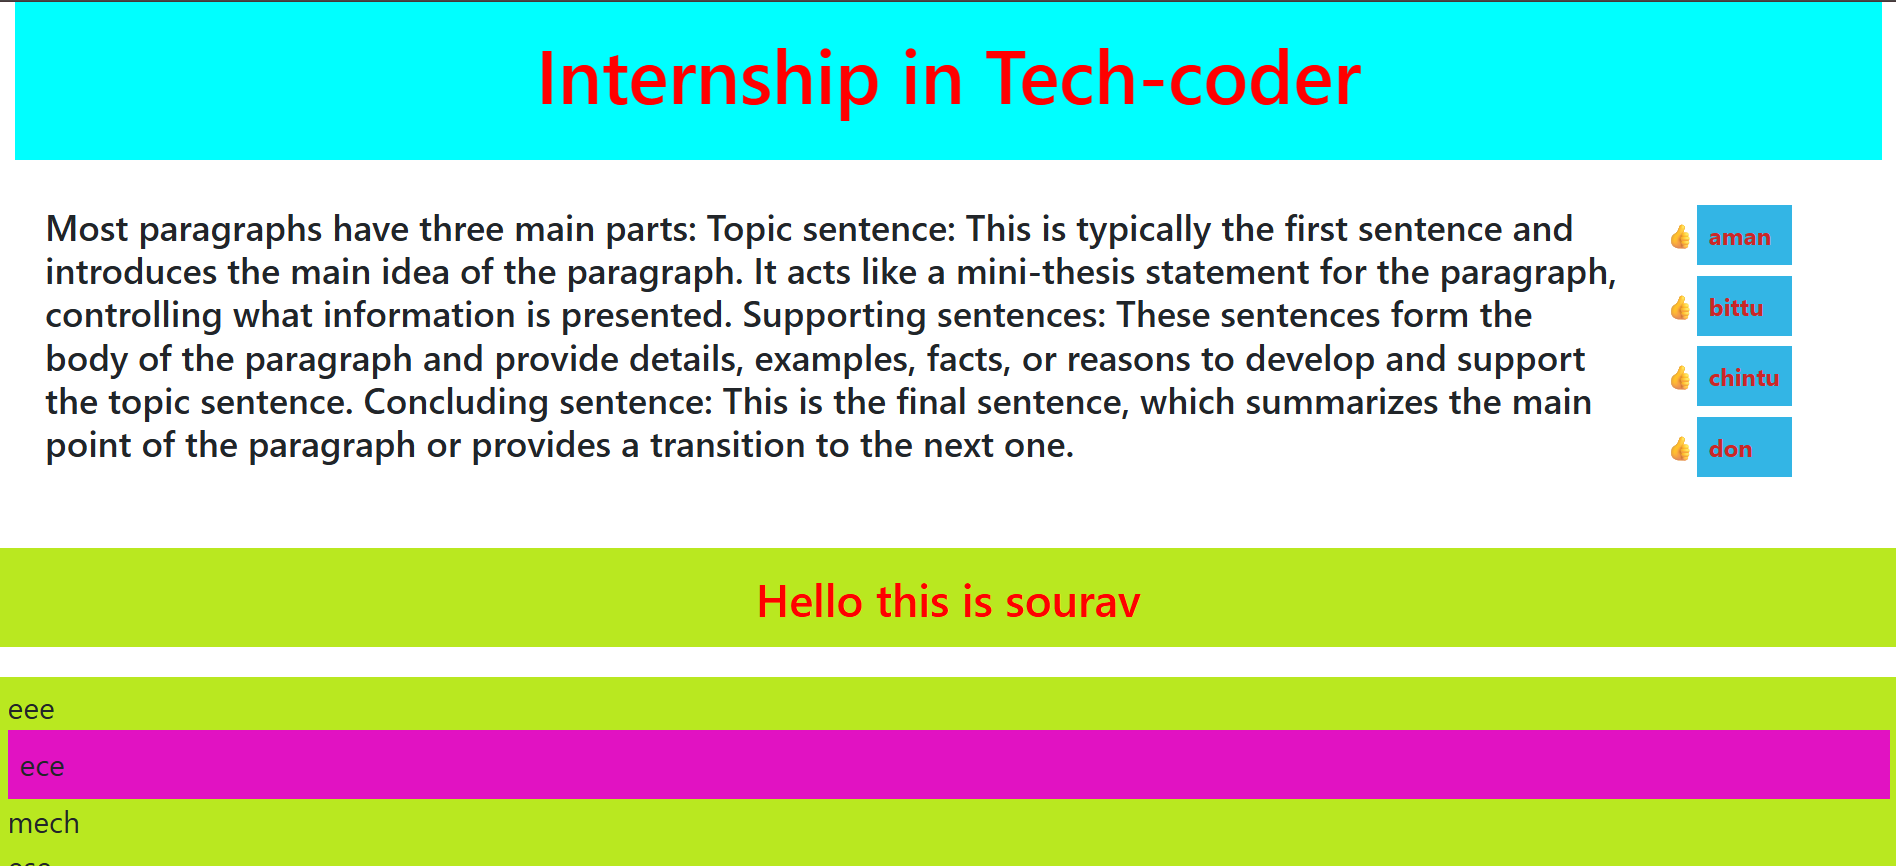 Internship in Tech-coder
Most paragraphs have three main parts: Topic sentence: This is typically the first sentence and
introduces the main idea of the paragraph. It acts like a mini-thesis statement for the paragraph,
controlling what information is presented. Supporting sentences: These sentences form the
body of the paragraph and provide details, examples, facts, or reasons to develop and support
the topic sentence. Concluding sentence: This is the final sentence, which summarizes the main
point of the paragraph or provides a transition to the next one.
👍 aman
👍 bittu
👍 chintu
👍 don
Hello this is sourav
eee
ece
mech